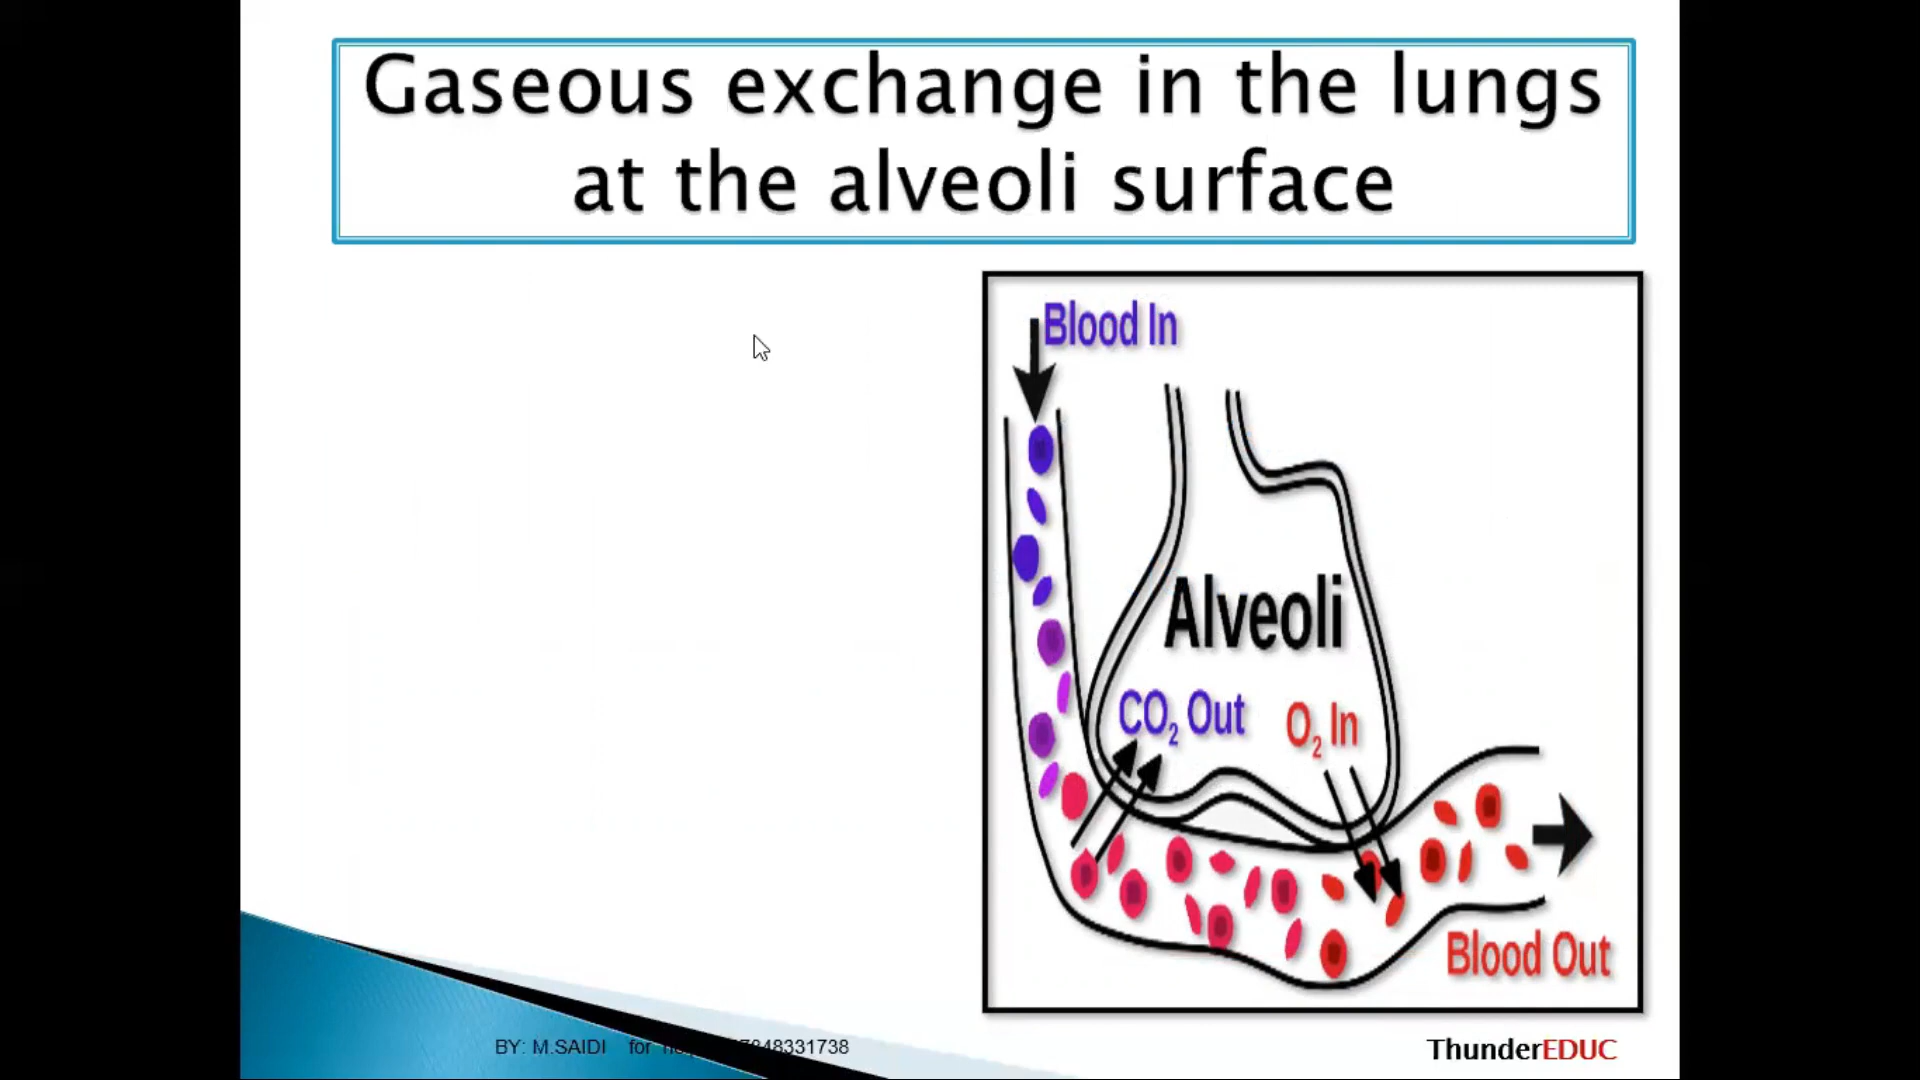 Gaseous exchange in the lungs
at the alveoli surface
Blood In
Alveoli
CO₂ Out
O₂ In
Blood Out
BY: M.SAIDI for 48331738
ThunderEDUC